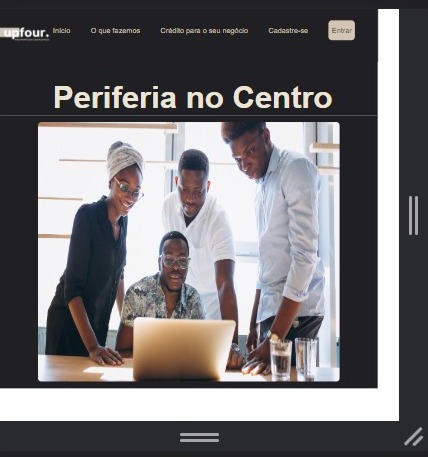 upfour.
Início O que fazemos Crédito para o seu negócio Cadastre-se Entrar
Periferia no Centro